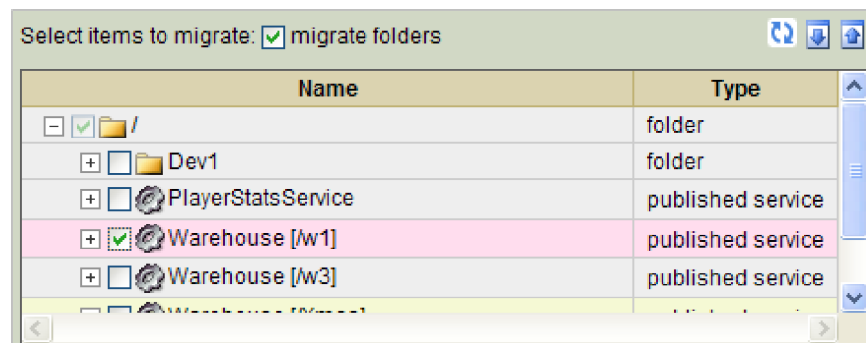 Select items to migrate: migrate folders
Name Type
/ folder
Dev1 folder
PlayerStatsService published service
Warehouse [/w1] published service
Warehouse [/w3] published service